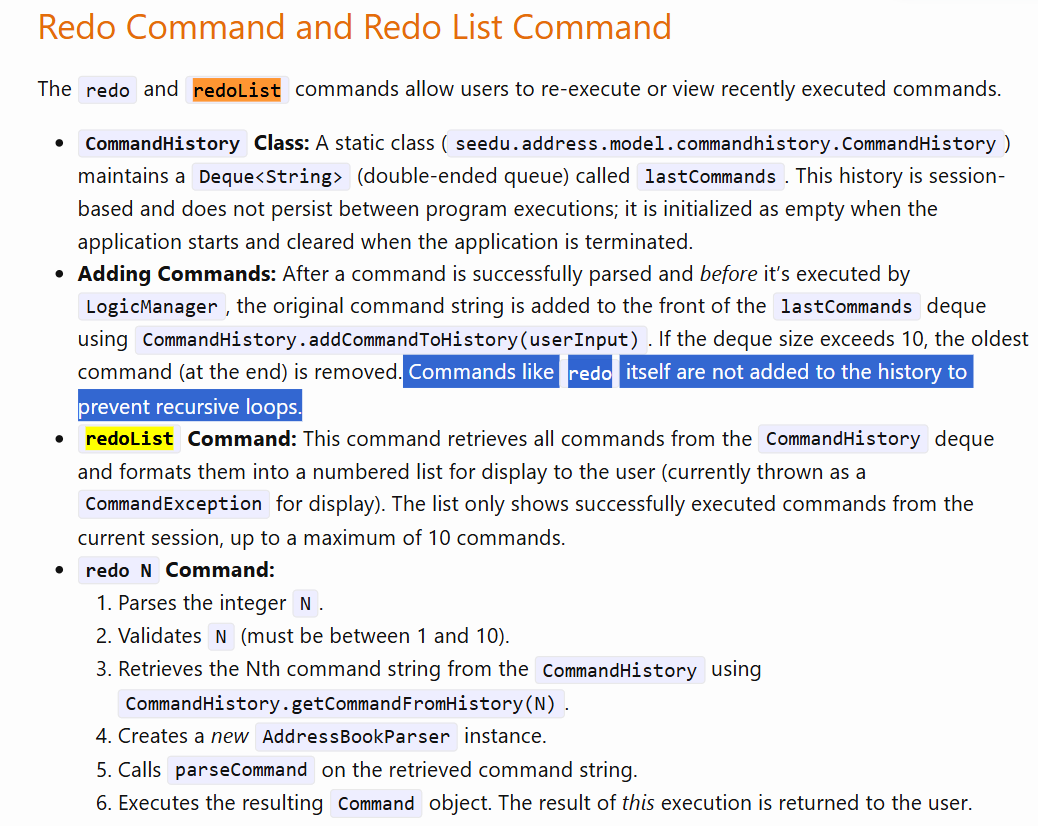 Redo Command and Redo List Command
The redo and redoList commands allow users to re-execute or view recently executed commands.
• CommandHistory Class: A static class ( seedu.address.model.commandhistory.CommandHistory )
maintains a Deque<String> (double-ended queue) called lastCommands . This history is session-
based and does not persist between program executions; it is initialized as empty when the
application starts and cleared when the application is terminated.
• Adding Commands: After a command is successfully parsed and before it’s executed by
LogicManager , the original command string is added to the front of the lastCommands deque
using CommandHistory.addCommandToHistory(userInput) . If the deque size exceeds 10, the oldest
command (at the end) is removed. Commands like redo itself are not added to the history to
prevent recursive loops.
• redoList Command: This command retrieves all commands from the CommandHistory deque
and formats them into a numbered list for display to the user (currently thrown as a
CommandException for display). The list only shows successfully executed commands from the
current session, up to a maximum of 10 commands.
• redo N Command:
1. Parses the integer N .
2. Validates N (must be between 1 and 10).
3. Retrieves the Nth command string from the CommandHistory using
CommandHistory.getCommandFromHistory(N) .
4. Creates a new AddressBookParser instance.
5. Calls parseCommand on the retrieved command string.
6. Executes the resulting Command object. The result of this execution is returned to the user.